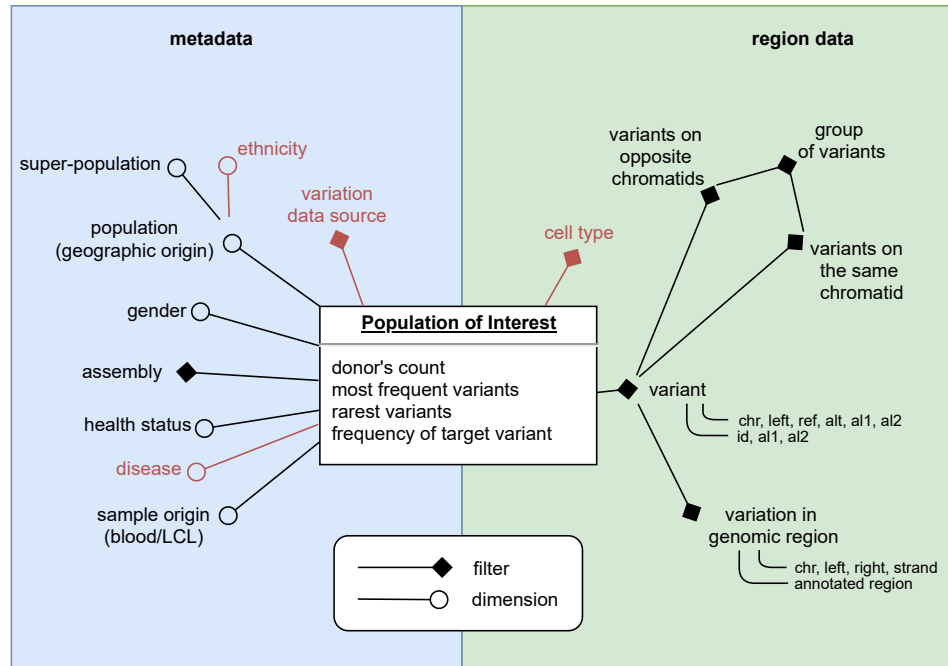 metadata
region data
super-population
ethnicity
variation
data source
population
(geographic origin)
gender
assembly
health status
disease
sample origin
(blood/LCL)
Population of Interest
donor's count
most frequent variants
rarest variants
frequency of target variant
cell type
variants on
opposite
chromatids
group
of variants
variants on
the same
chromatid
variant
chr, left, ref, alt, al1, al2
id, al1, al2
variation in
genomic region
chr, left, right, strand
annotated region
filter
dimension